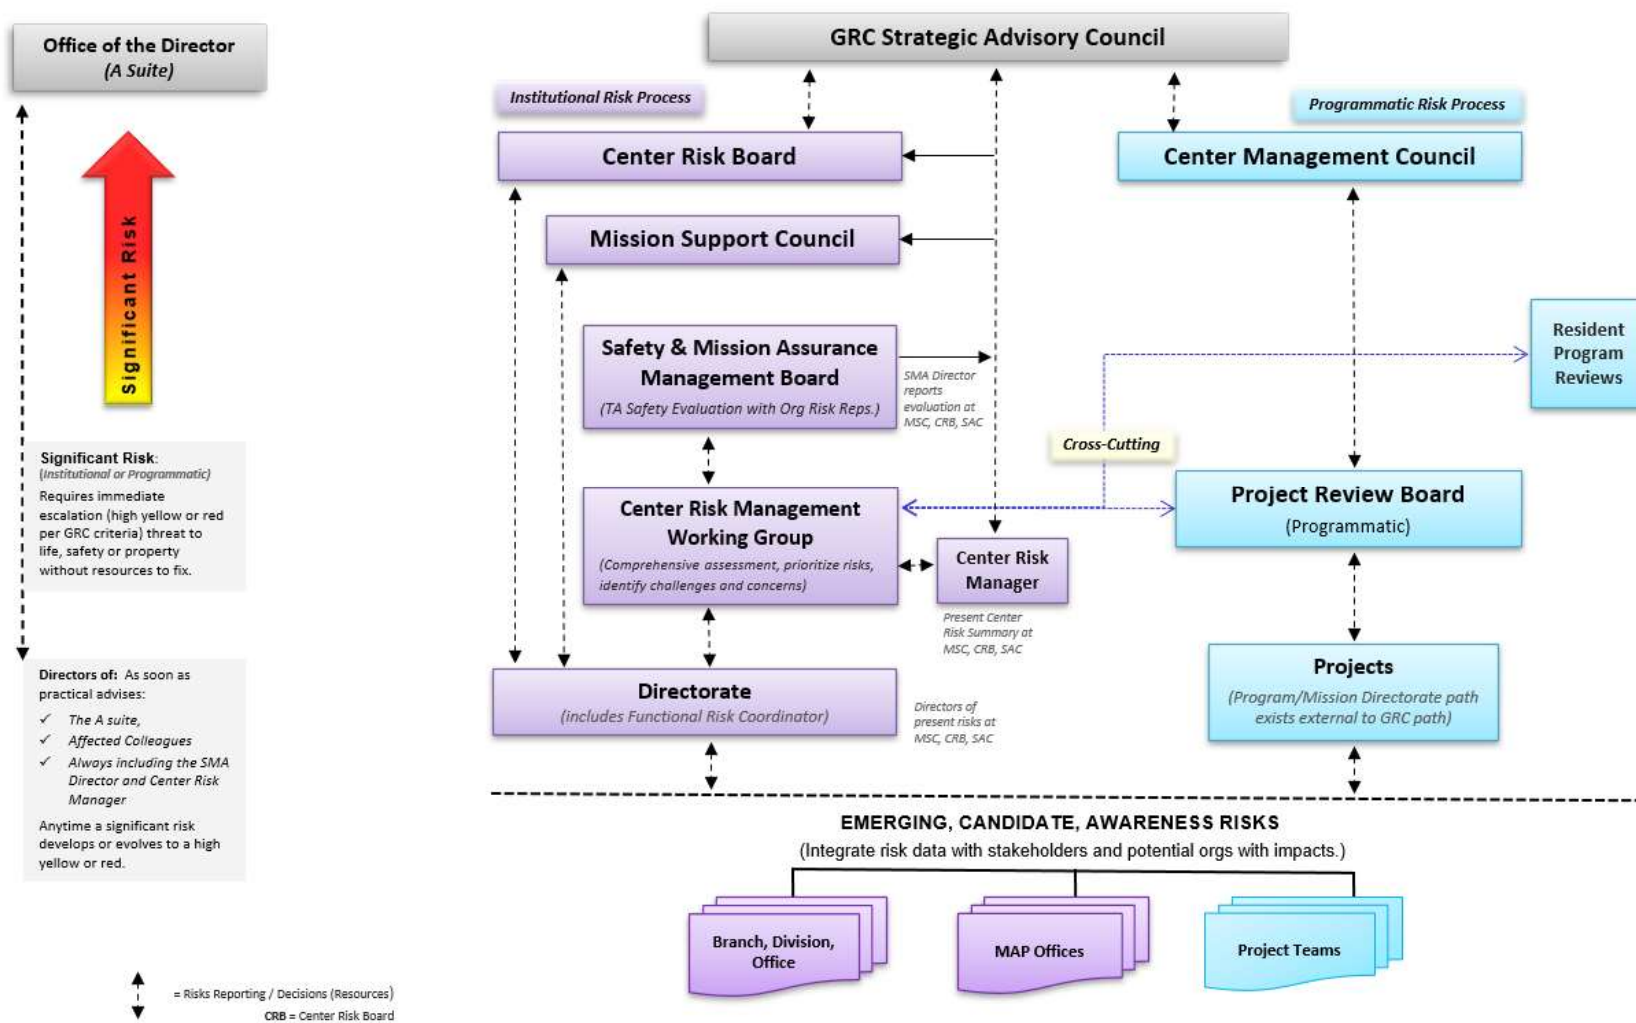 Office of the Director
(A Suite)
GRC Strategic Advisory Council
Institutional Risk Process
Programmatic Risk Process
Center Risk Board
Center Management Council
Significant Risk
Mission Support Council
Safety & Mission Assurance
Management Board
(TA Safety Evaluation with Org Risk Reps.)
SMA Director
reports
evaluation at
MSC, CRB, SAC
Resident
Program
Reviews
Cross-Cutting
Significant Risk:
(Institutional or Programmatic)
Requires immediate
escalation (high yellow or red
per GRC criteria) threat to
life, safety or property
without resources to fix.
Center Risk Management
Working Group
(Comprehensive assessment, prioritize risks,
identify challenges and concerns)
Project Review Board
(Programmatic)
Center Risk
Manager
Present Center
Risk Summary at
MSC, CRB, SAC
Directors of: As soon as
practical advises:
✓ The A suite,
✓ Affected Colleagues
✓ Always including the SMA
Director and Center Risk
Manager
Anytime a significant risk
develops or evolves to a high
yellow or red.
Directorate
(includes Functional Risk Coordinator)
Directors of
present risks at
MSC, CRB, SAC
Projects
(Program/Mission Directorate path
exists external to GRC path)
EMERGING, CANDIDATE, AWARENESS RISKS
(Integrate risk data with stakeholders and potential orgs with impacts.)
Branch, Division,
Office
MAP Offices
Project Teams
= Risks Reporting / Decisions (Resources)
CRB = Center Risk Board